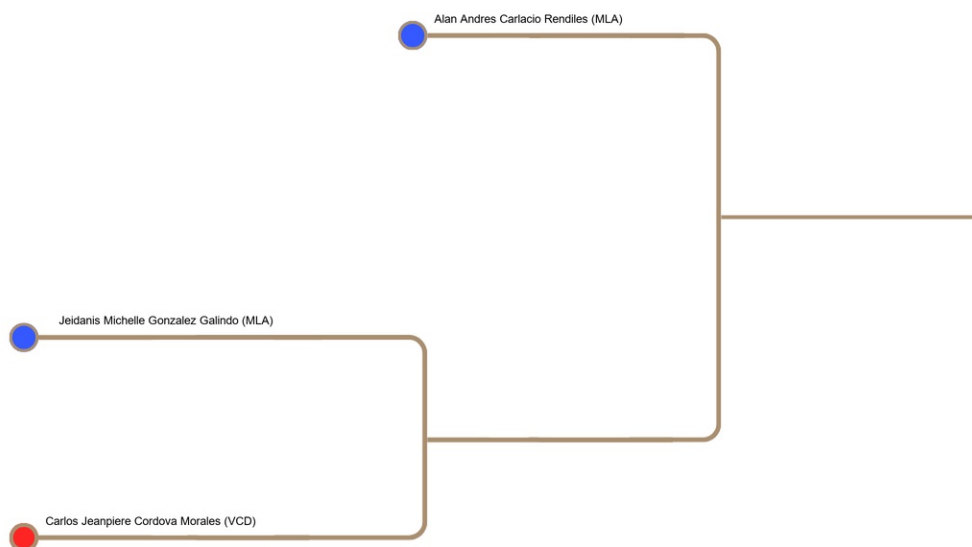 Alan Andres Carlacio Rendiles (MLA)
Jeidanis Michelle Gonzalez Galindo (MLA)
Carlos Jeanpiere Cordova Morales (VCD)